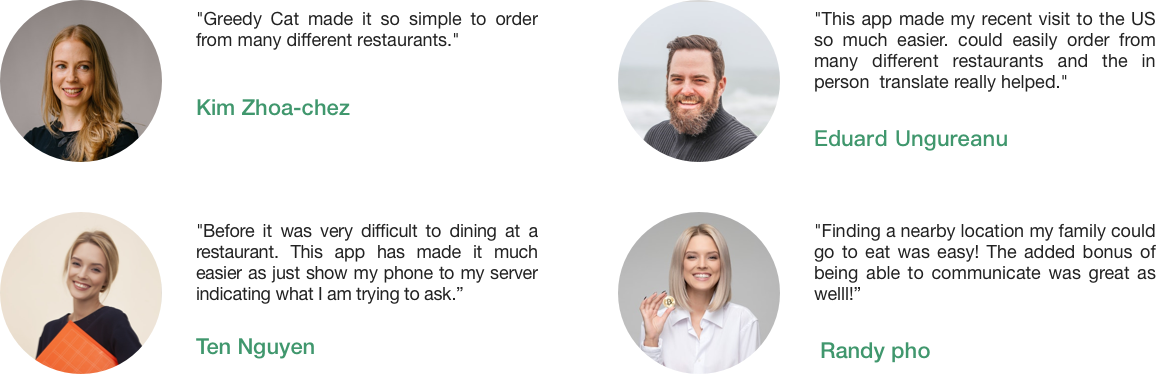 "Greedy Cat made it so simple to order
from many different restaurants."
Kim Zhoa-chez
"This app made my recent visit to the US
so much easier. could easily order from
many different restaurants and the in
person  translate really helped."
Eduard Ungureanu
"Before it was very difficult to dining at a
restaurant. This app has made it much
easier as just show my phone to my server
indicating what I am trying to ask.”
Ten Nguyen
"Finding a nearby location my family could
go to eat was easy! The added bonus of
being able to communicate was great as
welll!”
Randy pho